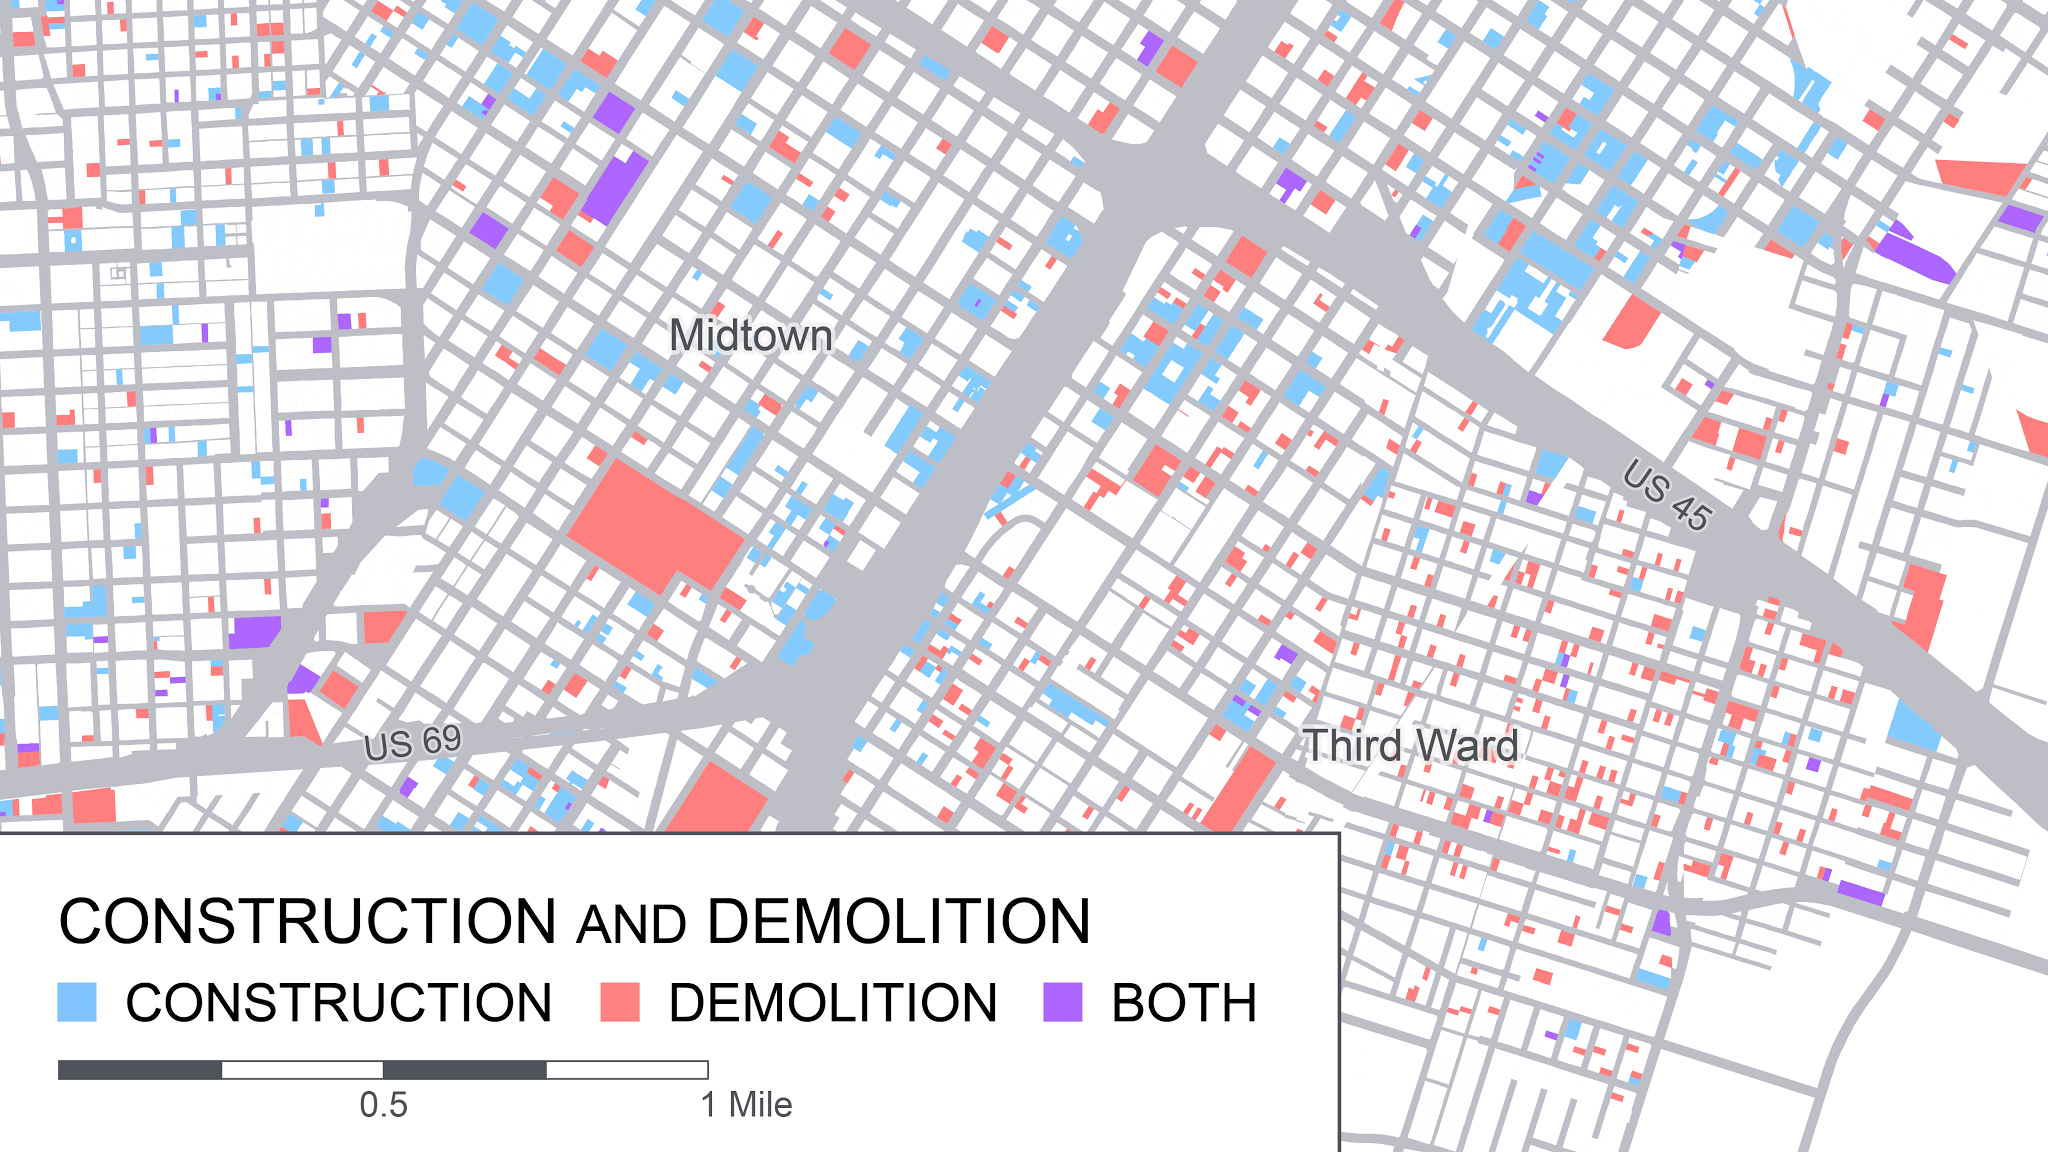 Midtown
US 45
US 69
Third Ward
CONSTRUCTION AND DEMOLITION
CONSTRUCTION DEMOLITION BOTH
0.5 1 Mile